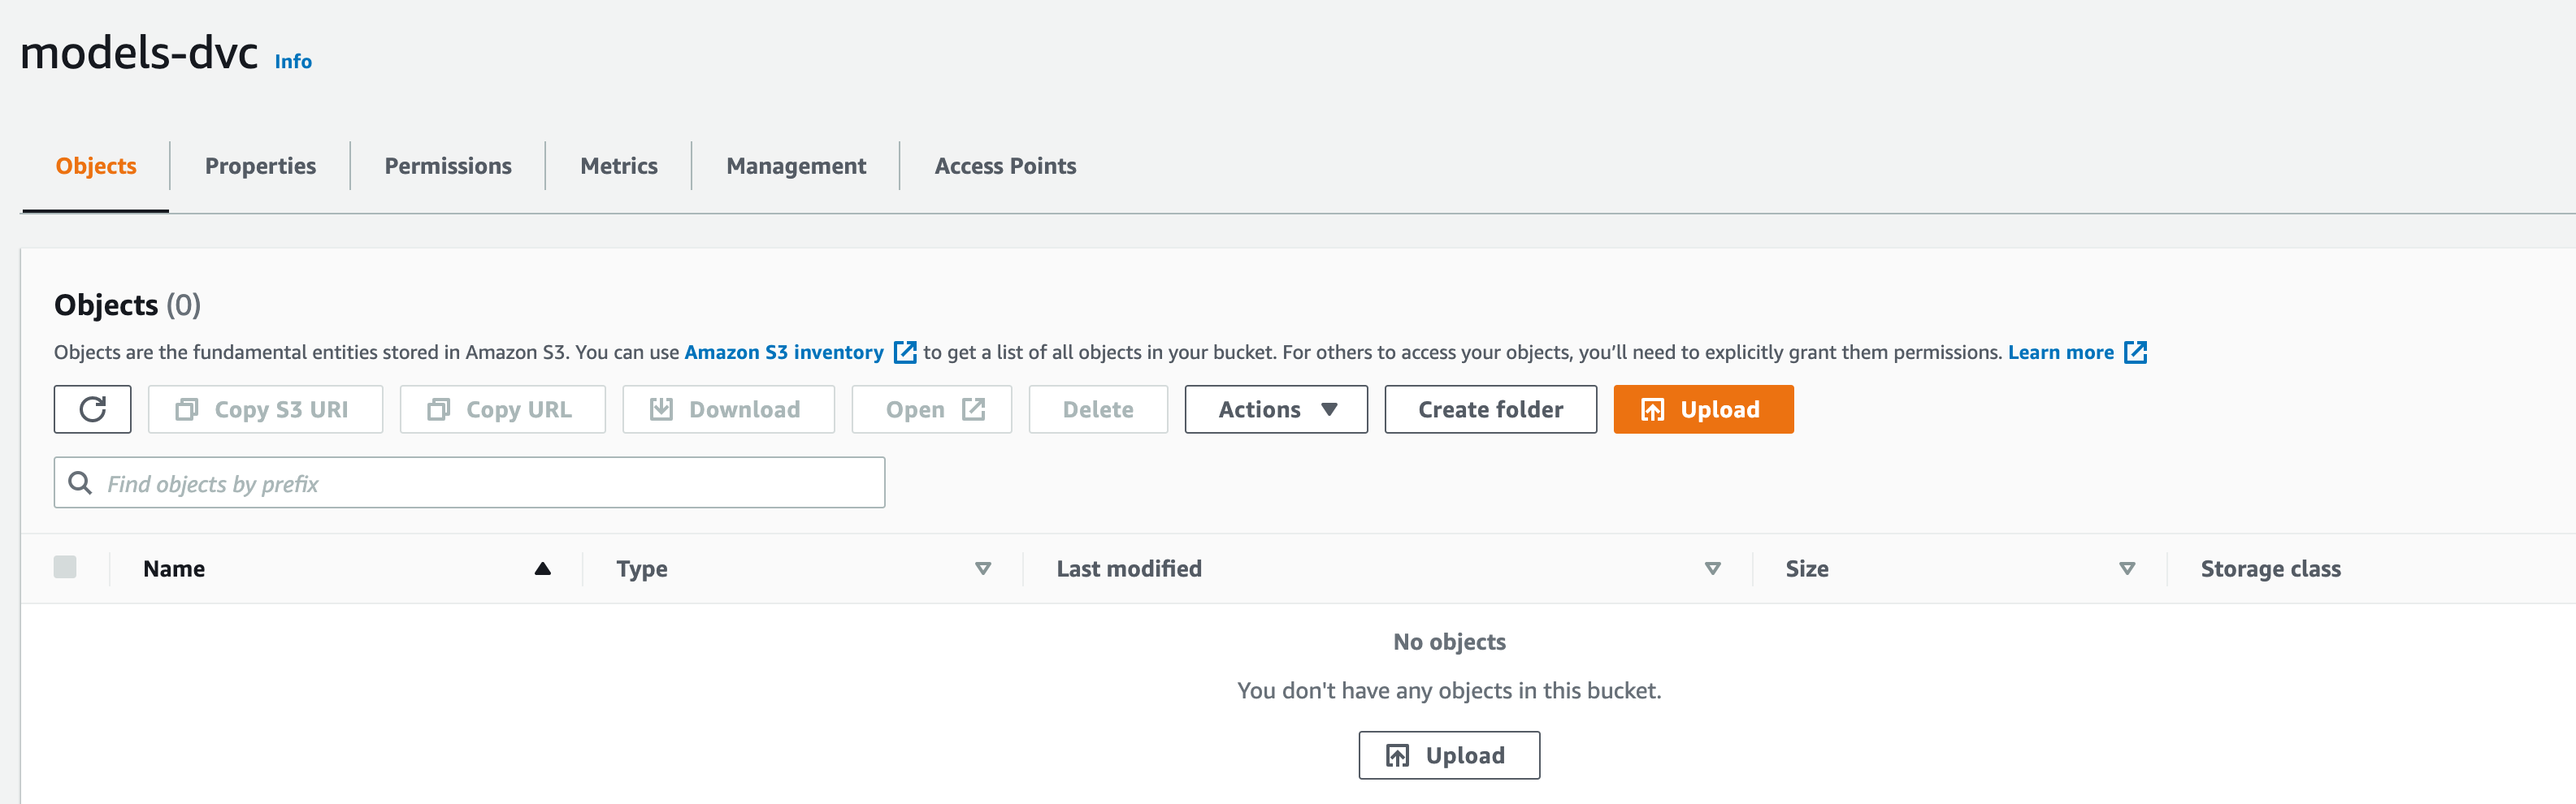 models-dvc Info
Objects Properties Permissions Metrics Management Access Points
Objects (0)
Objects are the fundamental entities stored in Amazon S3. You can use Amazon S3 inventory to get a list of all objects in your bucket. For others to access your objects, you’ll need to explicitly grant them permissions. Learn more
Copy S3 URI Copy URL Download Open Delete Actions Create folder Upload
Find objects by prefix
Name Type Last modified Size Storage class
No objects
You don't have any objects in this bucket.
Upload